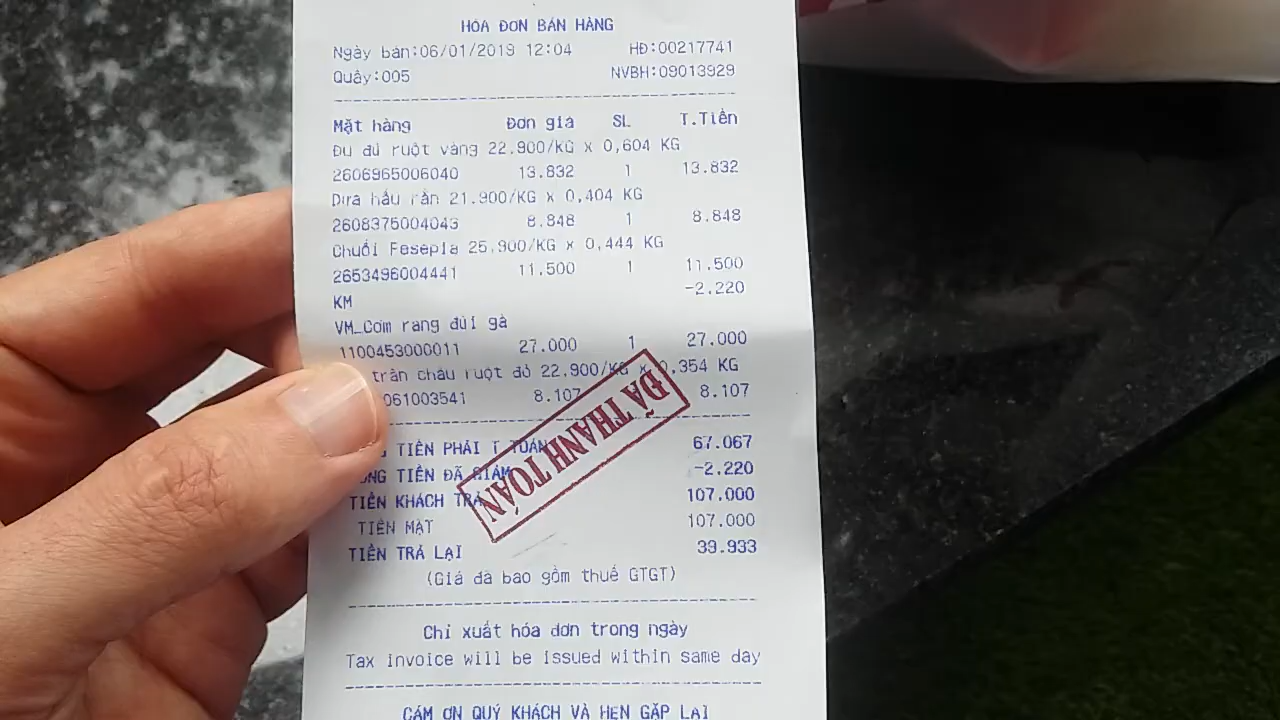 HÓA ĐƠN BÁN HÀNG
Ngày bán:06/01/2019 12:04 HĐ:00217741
Quầy:005 NVBH:09013929
Mặt hàng Đơn giá SL T.Tiền
Đu đủ ruột vàng 22.900/KG x 0,604 KG
2606965006040 13.832 1 13.832
Dưa hấu rằn 21.900/KG x 0,404 KG
2608375004043 8.848 1 8.848
Chuối Fesepia 25.900/KG x 0,444 KG
2653496004441 11.500 1 11.500
KM -2.220
VM_Cơm rang đùi gà
1100453000011 27.000 1 27.000
trân châu ruột đỏ 22.900/KG x 0,354 KG
061003541 8.107 8.107
TIỀN PHẢI T TOÁN 67.067
TIỀN ĐÃ GIẢM -2.220
TIỀN KHÁCH TRẢ 107.000
TIỀN MẶT 107.000
TIỀN TRẢ LẠI 39.933
ĐÃ THANH TOÁN
(Giá đã bao gồm thuế GTGT)
Chỉ xuất hóa đơn trong ngày
Tax invoice will be issued within same day
CÁM ƠN QUÝ KHÁCH VÀ HẸN GẶP LẠI